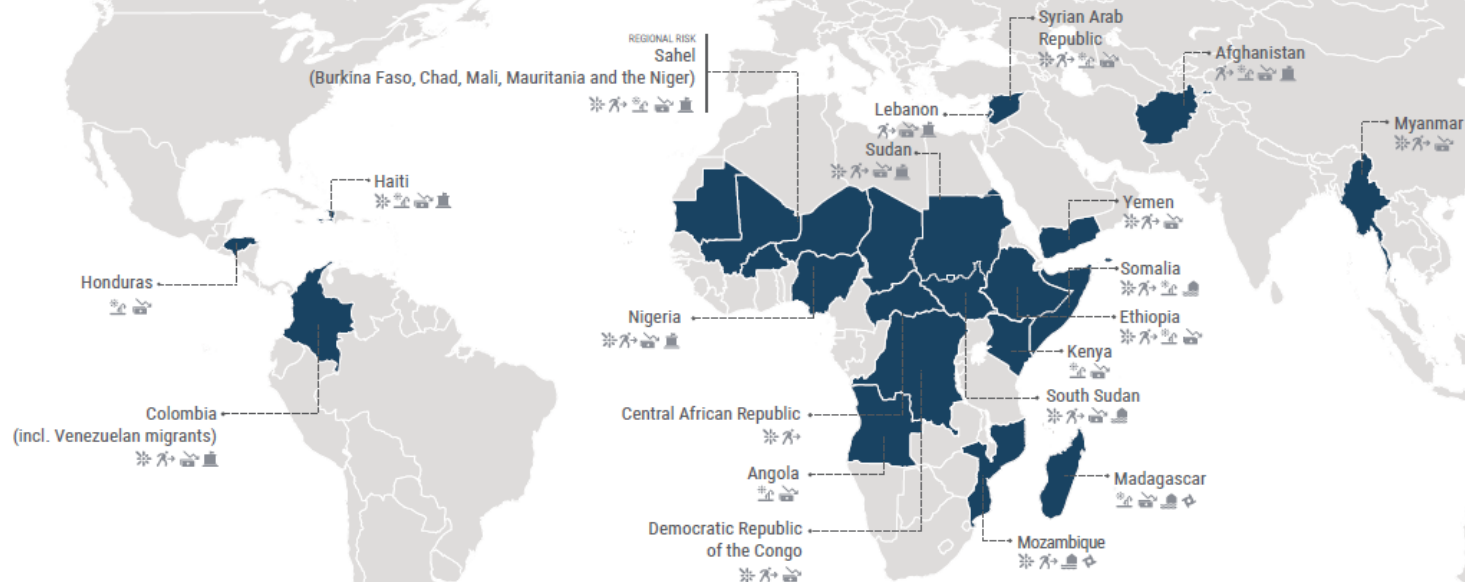 REGIONAL RISK
Sahel
(Burkina Faso, Chad, Mali, Mauritania and the Niger)
Syrian Arab
Republic
Afghanistan
Lebanon
Myanmar
Sudan
Haiti
Yemen
Honduras
Somalia
Nigeria
Ethiopia
Kenya
South Sudan
Colombia
(incl. Venezuelan migrants)
Central African Republic
Angola
Madagascar
Democratic Republic
of the Congo
Mozambique